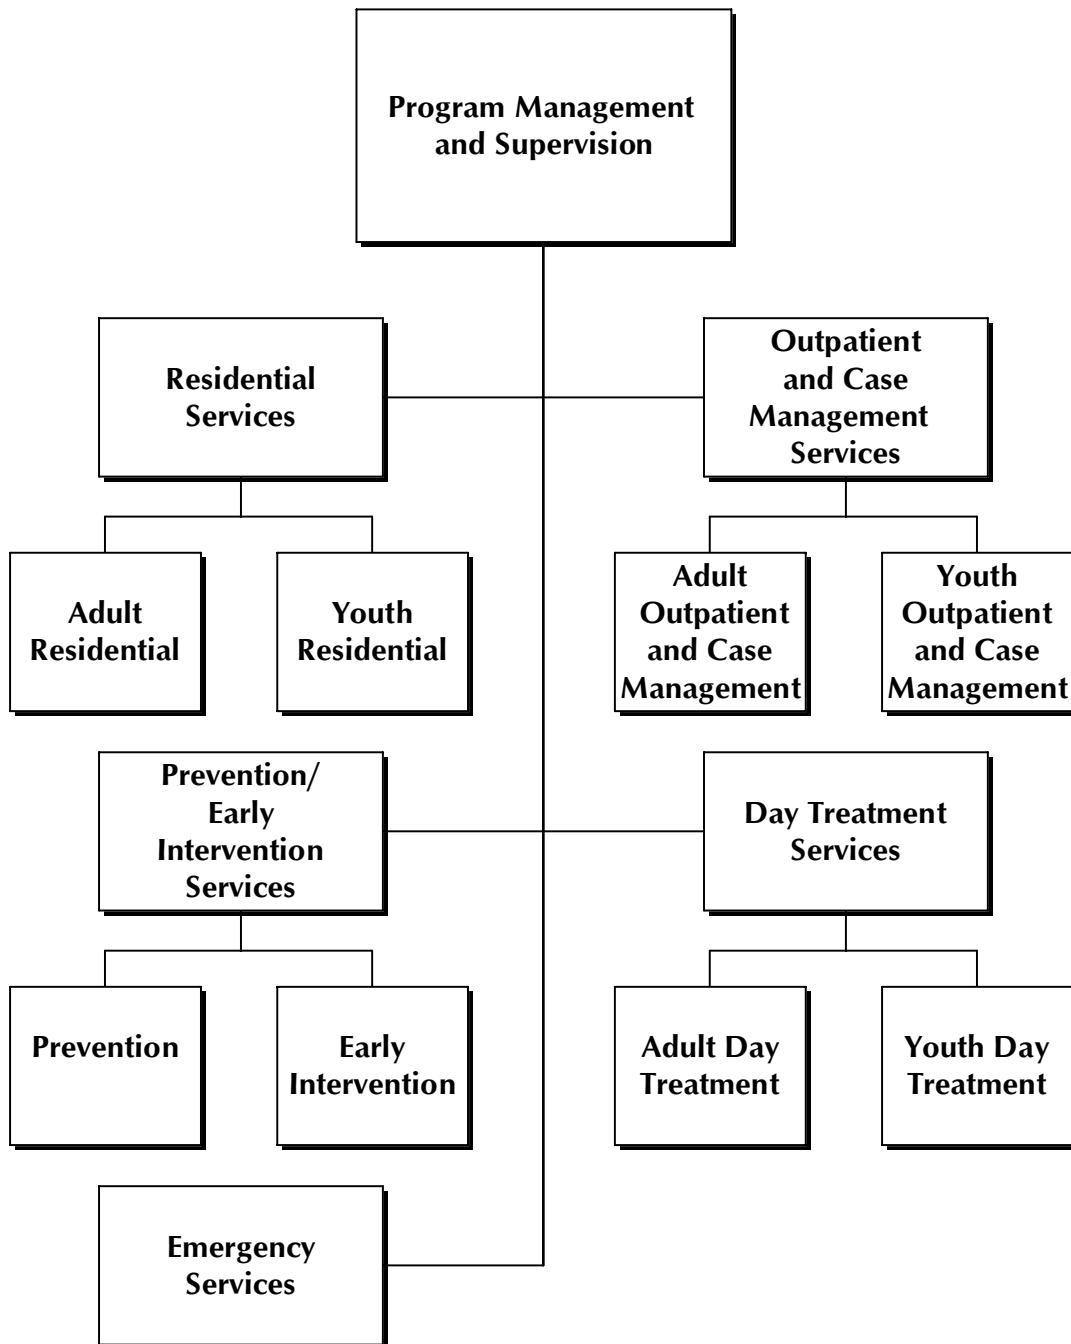 Program Management
and Supervision
Residential
Services
Outpatient
and Case
Management
Services
Adult
Residential
Youth
Residential
Adult
Outpatient
and Case
Management
Youth
Outpatient
and Case
Management
Prevention/
Early
Intervention
Services
Day Treatment
Services
Prevention
Early
Intervention
Adult Day
Treatment
Youth Day
Treatment
Emergency
Services